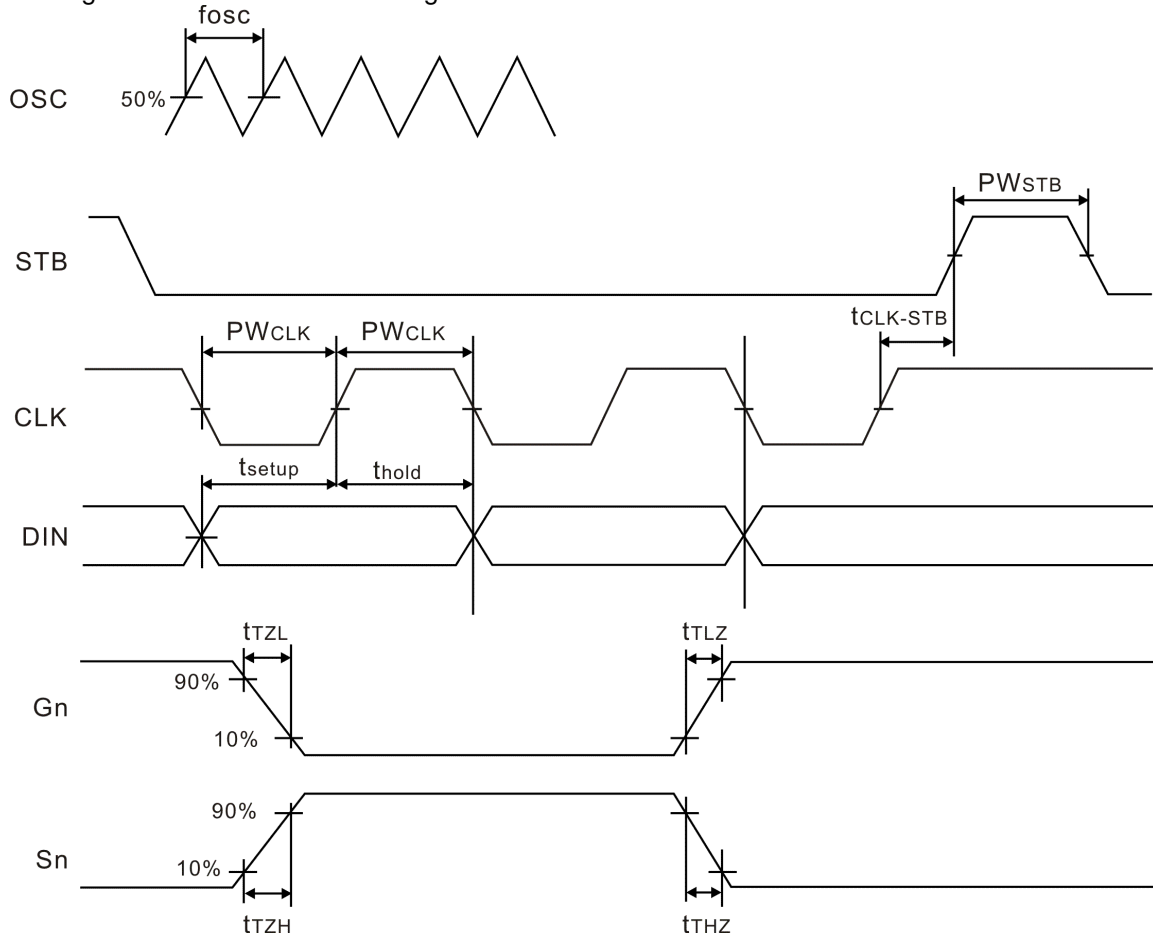 fosc
OSC
50%
PWSTB
STB
tCLK-STB
PWCLK PWCLK
CLK
tsetup thold
DIN
tTZL tTLZ
90%
Gn
10%
90%
Sn
10%
tTZH tTHZ